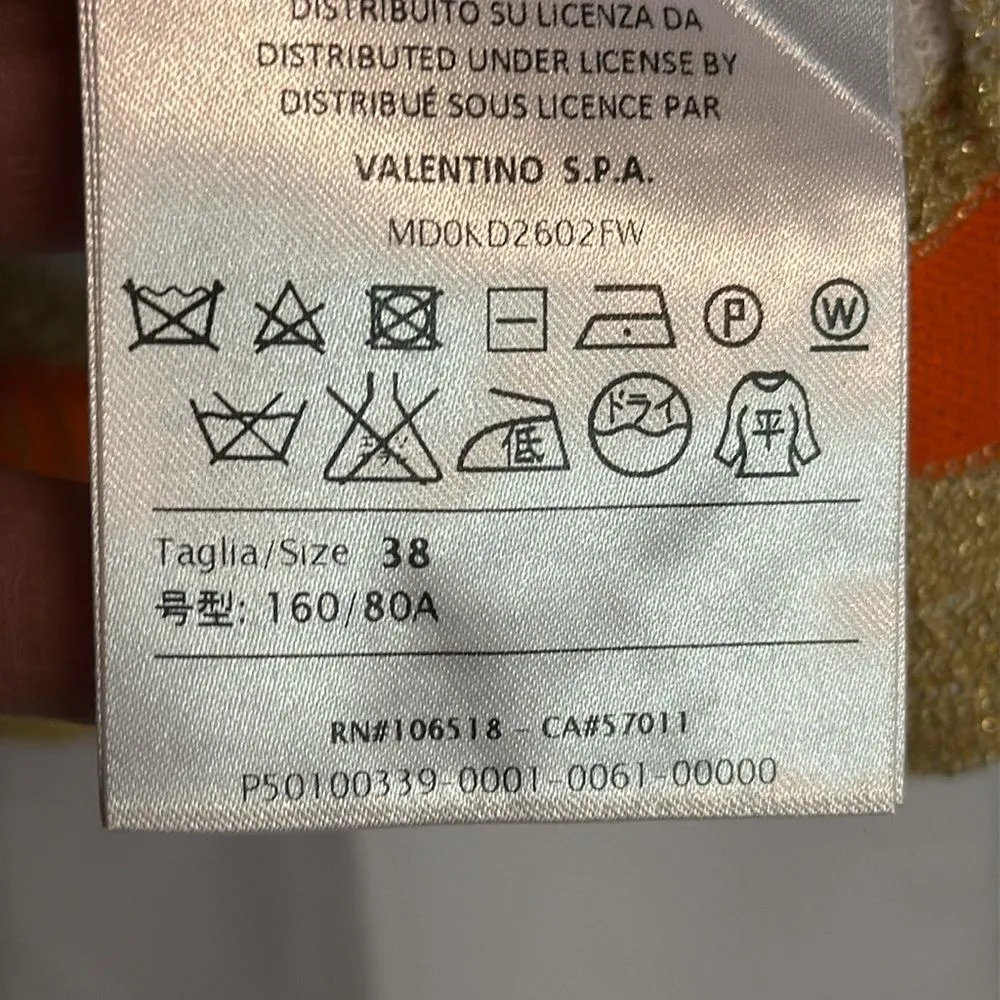 DISTRIBUITO SU LICENZA DA
DISTRIBUTED UNDER LICENSE BY
DISTRIBUÉ SOUS LICENCE PAR
VALENTINO S.P.A.
MD0KD2602FW
P W
低 ドライ 平
Taglia/Size 38
号型: 160/80A
RN#106518 - CA#57011
P50100339-0001-0061-00000